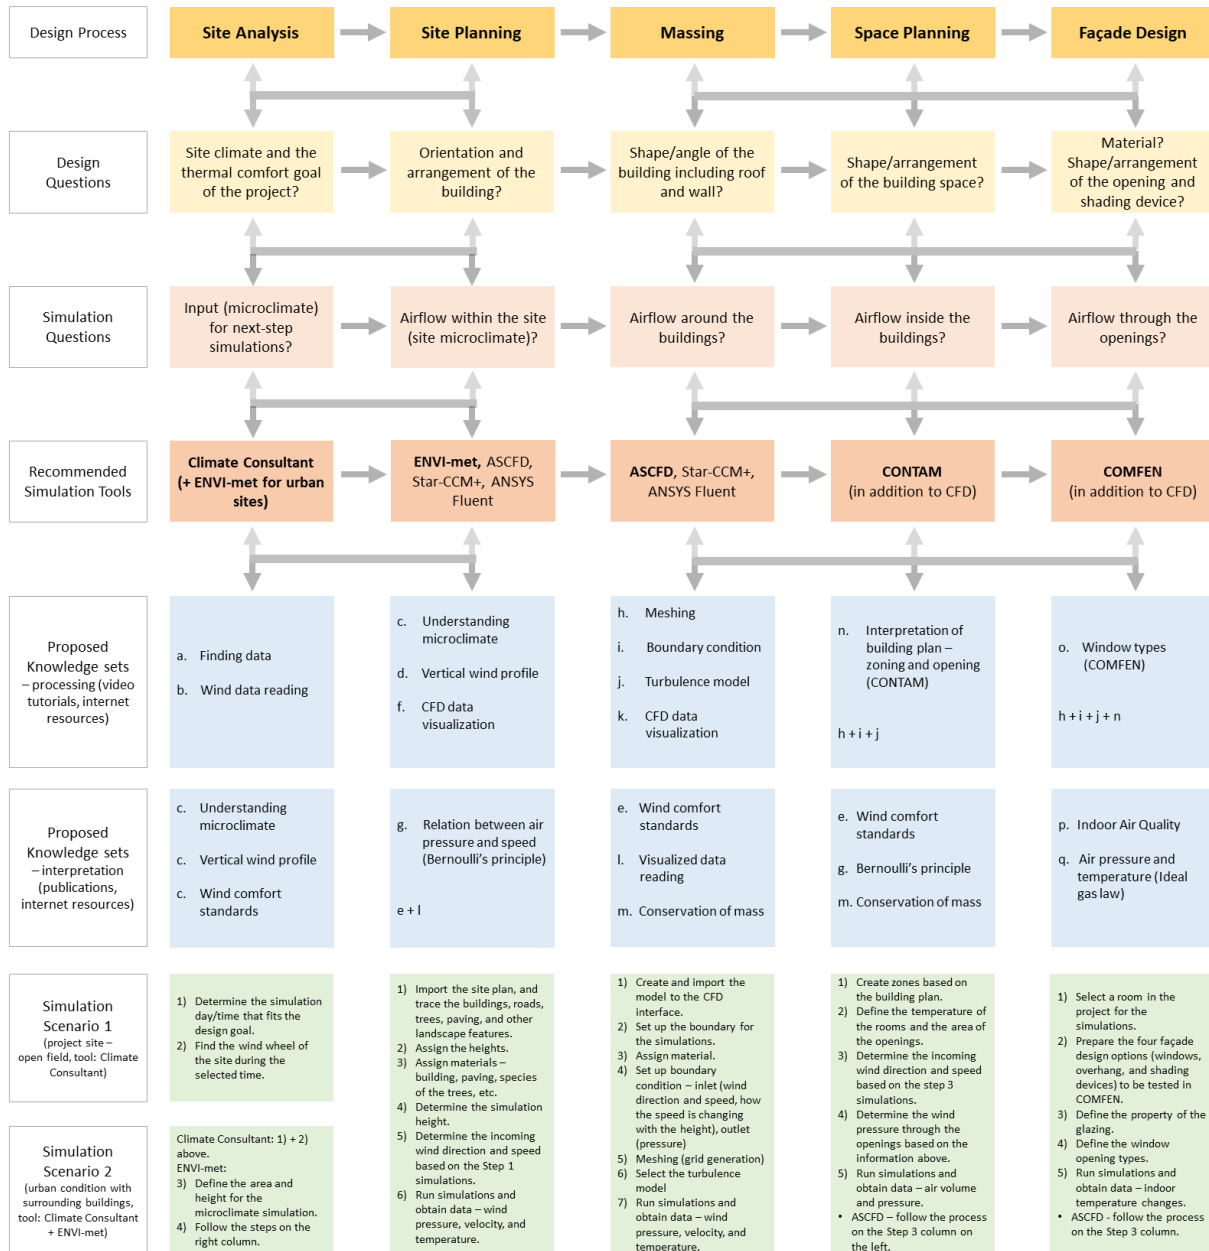 Design Process
Site Analysis
Site Planning
Massing
Space Planning
Façade Design
Design
Questions
Site climate and the
thermal comfort goal
of the project?
Orientation and
arrangement of the
building?
Shape/angle of the
building including roof
and wall?
Shape/arrangement
of the building space?
Material?
Shape/arrangement
of the opening and
shading device?
Simulation
Questions
Input (microclimate)
for next-step
simulations?
Airflow within the site
(site microclimate)?
Airflow around the
buildings?
Airflow inside the
buildings?
Airflow through the
openings?
Recommended
Simulation Tools
Climate Consultant
(+ ENVI-met for urban
sites)
ENVI-met, ASCFD,
Star-CCM+, ANSYS
Fluent
ASCFD, Star-CCM+,
ANSYS Fluent
CONTAM
(in addition to CFD)
COMFEN
(in addition to CFD)
Proposed
Knowledge sets
– processing (video
tutorials, internet
resources)
a. Finding data
b. Wind data reading
c. Understanding
microclimate
d. Vertical wind profile
f. CFD data
visualization
h. Meshing
i. Boundary condition
j. Turbulence model
k. CFD data
visualization
n. Interpretation of
building plan –
zoning and opening
(CONTAM)
h + i + j
o. Window types
(COMFEN)
h + i + j + n
Proposed
Knowledge sets
– interpretation
(publications,
internet resources)
c. Understanding
microclimate
c. Vertical wind profile
c. Wind comfort
standards
g. Relation between air
pressure and speed
(Bernoulli's principle)
e + l
e. Wind comfort
standards
l. Visualized data
reading
m. Conservation of mass
e. Wind comfort
standards
g. Bernoulli's principle
m. Conservation of mass
p. Indoor Air Quality
q. Air pressure and
temperature (Ideal
gas law)
Simulation
Scenario 1
(project site –
open field, tool: Climate
Consultant)
1) Determine the simulation
day/time that fits the
design goal.
2) Find the wind wheel of
the site during the
selected time.
Simulation
Scenario 2
(urban condition with
surrounding buildings,
tool: Climate Consultant
+ ENVI-met)
Climate Consultant: 1) + 2)
above.
ENVI-met:
3) Define the area and
height for the
microclimate simulation.
4) Follow the steps on the
right column.
1) Import the site plan, and
trace the buildings, roads,
trees, paving, and other
landscape features.
2) Assign the heights.
3) Assign materials –
building, paving, species
of the trees, etc.
4) Determine the simulation
height.
5) Determine the incoming
wind direction and speed
based on the Step 1
simulations.
6) Run simulations and
obtain data – wind
pressure, velocity, and
temperature.
1) Create and import the
model to the CFD
interface.
2) Set up the boundary for
the simulations.
3) Assign material.
4) Set up boundary
condition – inlet (wind
direction and speed, how
the speed is changing
with the height), outlet
(pressure)
5) Meshing (grid generation)
6) Select the turbulence
model
7) Run simulations and
obtain data – wind
pressure, velocity, and
temperature.
1) Create zones based on
the building plan.
2) Define the temperature of
the rooms and the area of
the openings.
3) Determine the incoming
wind direction and speed
based on the step 3
simulations.
4) Determine the wind
pressure through the
openings based on the
information above.
5) Run simulations and
obtain data – air volume
and pressure.
• ASCFD – follow the process
on the Step 3 column on
the left.
1) Select a room in the
project for the
simulations.
2) Prepare the four façade
design options (windows,
overhang, and shading
devices) to be tested in
COMFEN.
3) Define the property of the
glazing.
4) Define the window
opening types.
5) Run simulations and
obtain data – indoor
temperature changes.
• ASCFD - follow the process
on the Step 3 column.